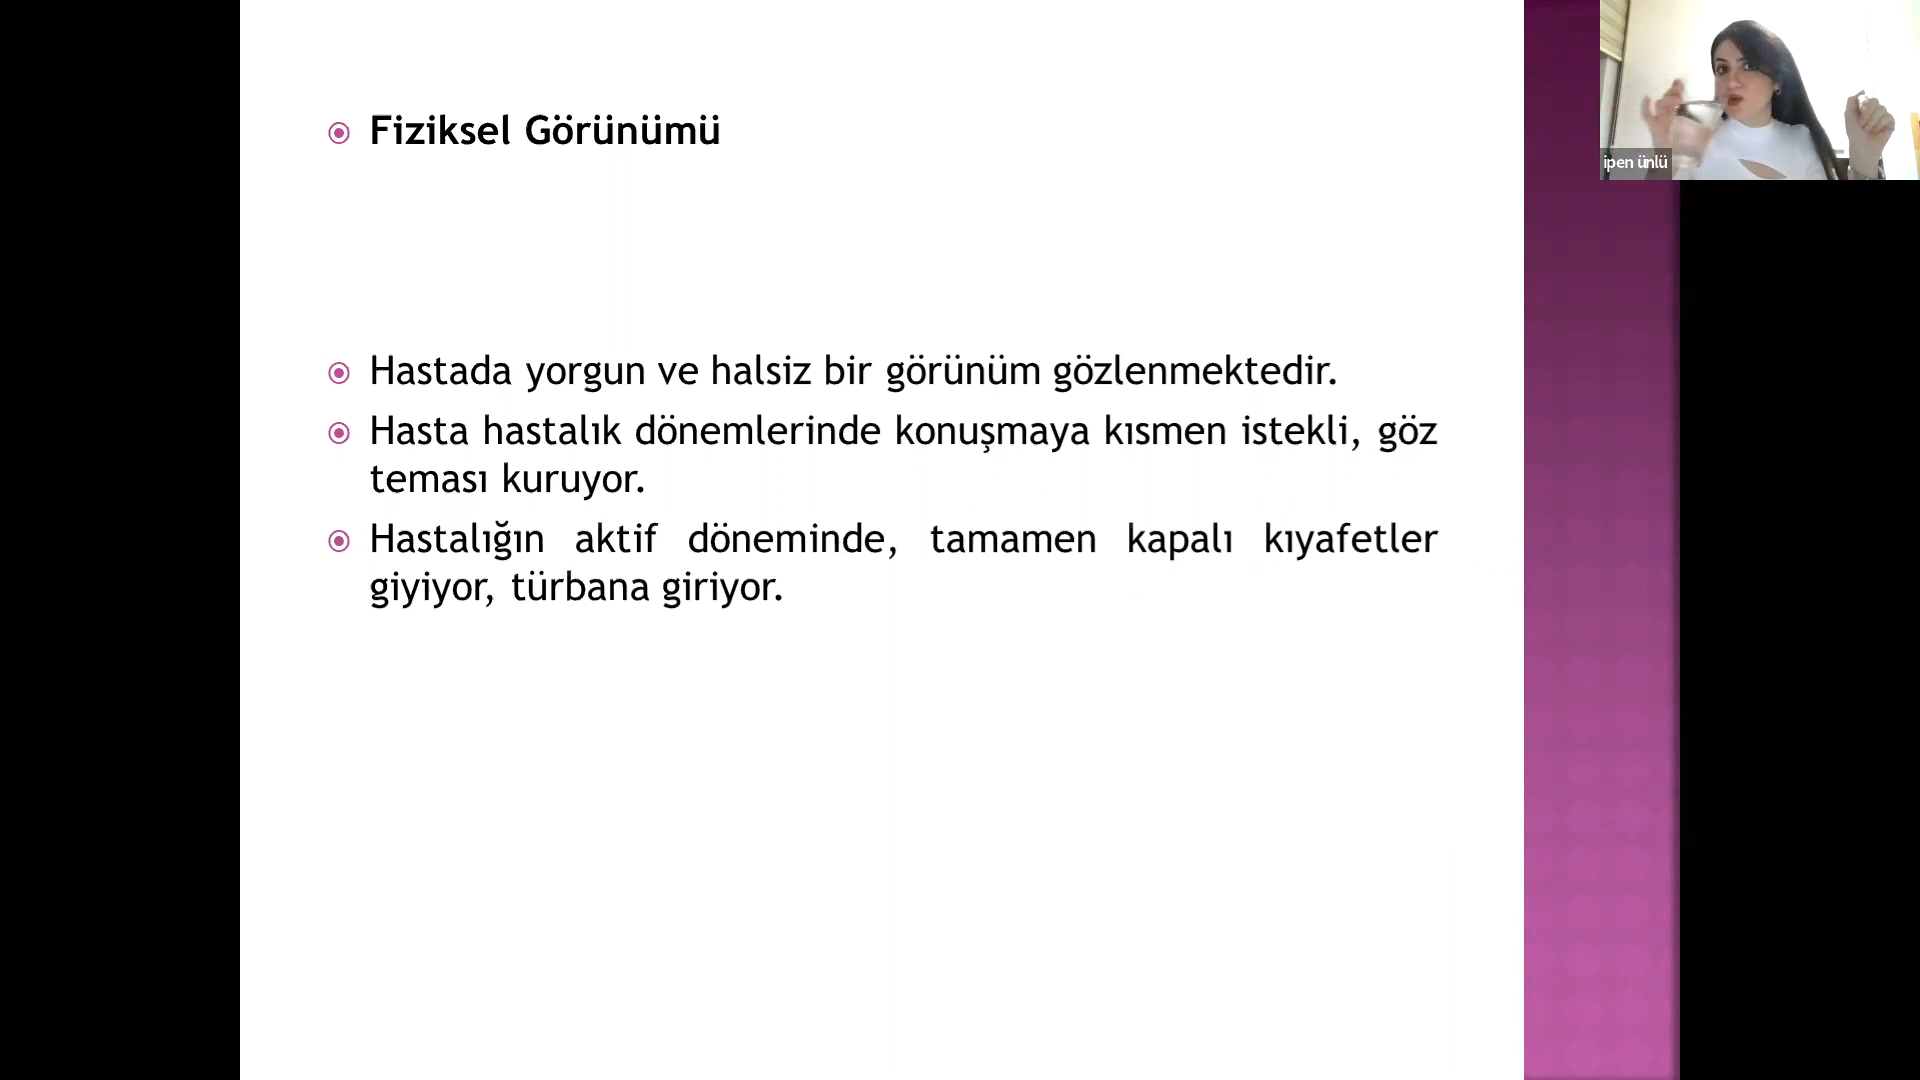 Fiziksel Görünümü
Hastada yorgun ve halsiz bir görünüm gözlenmektedir.
Hasta hastalık dönemlerinde konuşmaya kısmen istekli, göz
teması kuruyor.
Hastalığın aktif döneminde, tamamen kapalı kıyafetler
giyiyor, türbana giriyor.
ipen ünlü